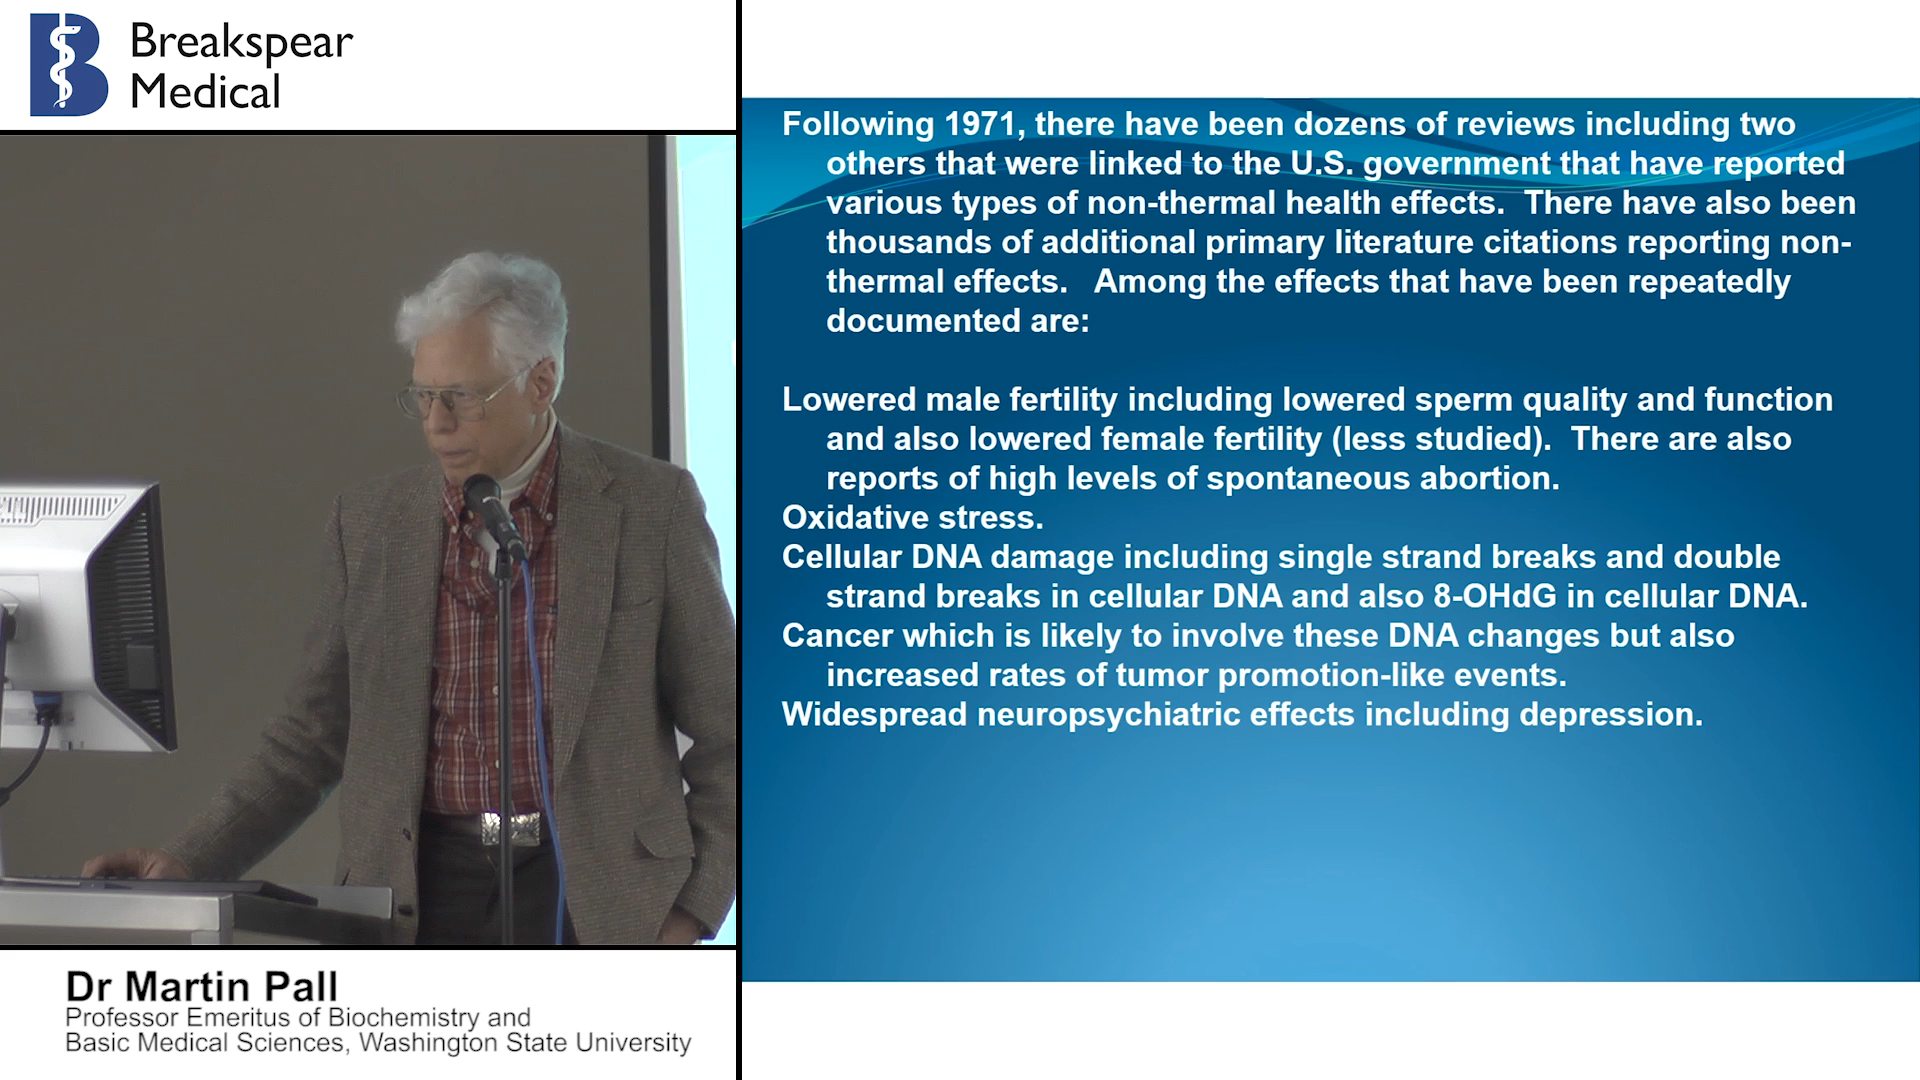 Breakspear
Medical
Following 1971, there have been dozens of reviews including two
others that were linked to the U.S. government that have reported
various types of non-thermal health effects.  There have also been
thousands of additional primary literature citations reporting non-
thermal effects.   Among the effects that have been repeatedly
documented are:
Lowered male fertility including lowered sperm quality and function
and also lowered female fertility (less studied).  There are also
reports of high levels of spontaneous abortion.
Oxidative stress.
Cellular DNA damage including single strand breaks and double
strand breaks in cellular DNA and also 8-OHdG in cellular DNA.
Cancer which is likely to involve these DNA changes but also
increased rates of tumor promotion-like events.
Widespread neuropsychiatric effects including depression.
Dr Martin Pall
Professor Emeritus of Biochemistry and
Basic Medical Sciences, Washington State University